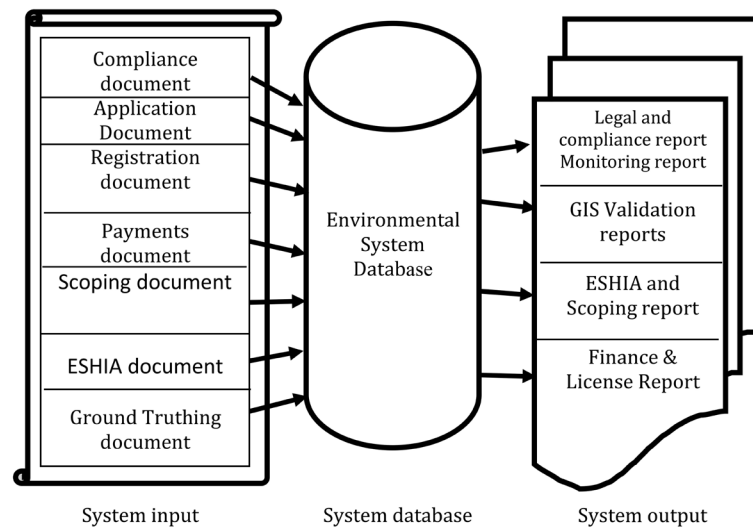 Compliance
document
Application
Document
Registration
document
Payments
document
Scoping document
ESHIA document
Ground Truthing
document
Environmental
System
Database
Legal and
compliance report
Monitoring report
GIS Validation
reports
ESHIA and
Scoping report
Finance &
License Report
System input
System database
System output